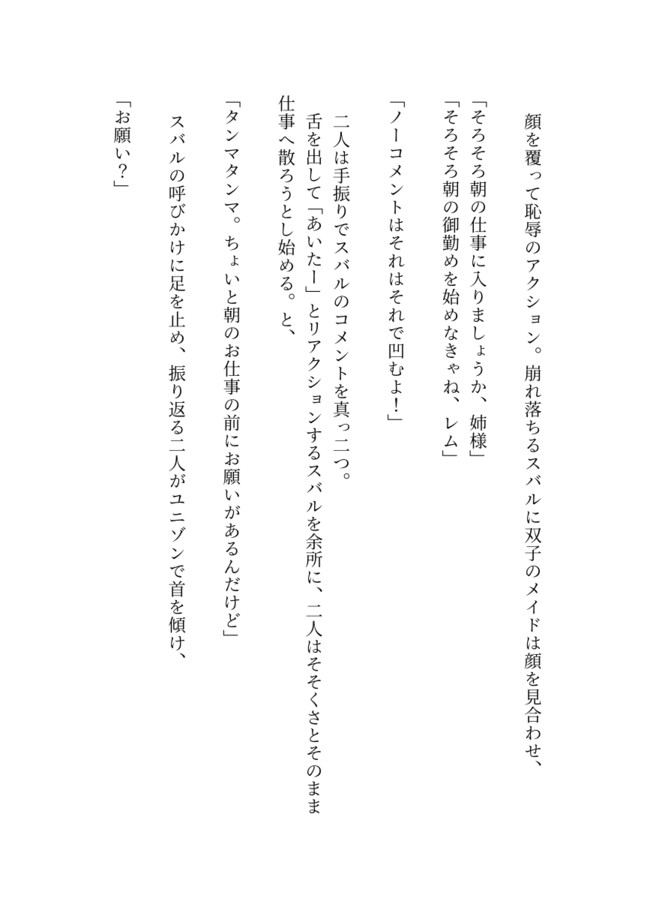 顔を覆って恥辱のアクション。崩れ落ちるスバルに双子のメイドは顔を見合わせ、
「そろそろ朝の仕事に入りましょうか、姉様」
「そろそろ朝の御勤めを始めなきゃね、レム」
「ノーコメントはそれはそれで凹むよ！」
二人は手振りでスバルのコメントを真っ二つ。
舌を出して「あいたー」とリアクションするスバルを余所に、二人はそそくさとそのまま
仕事へ散ろうとし始める。と、
「タンマタンマ。ちょいと朝のお仕事の前にお願いがあるんだけど」
スバルの呼びかけに足を止め、振り返る二人がユニゾンで首を傾け、
「お願い？」